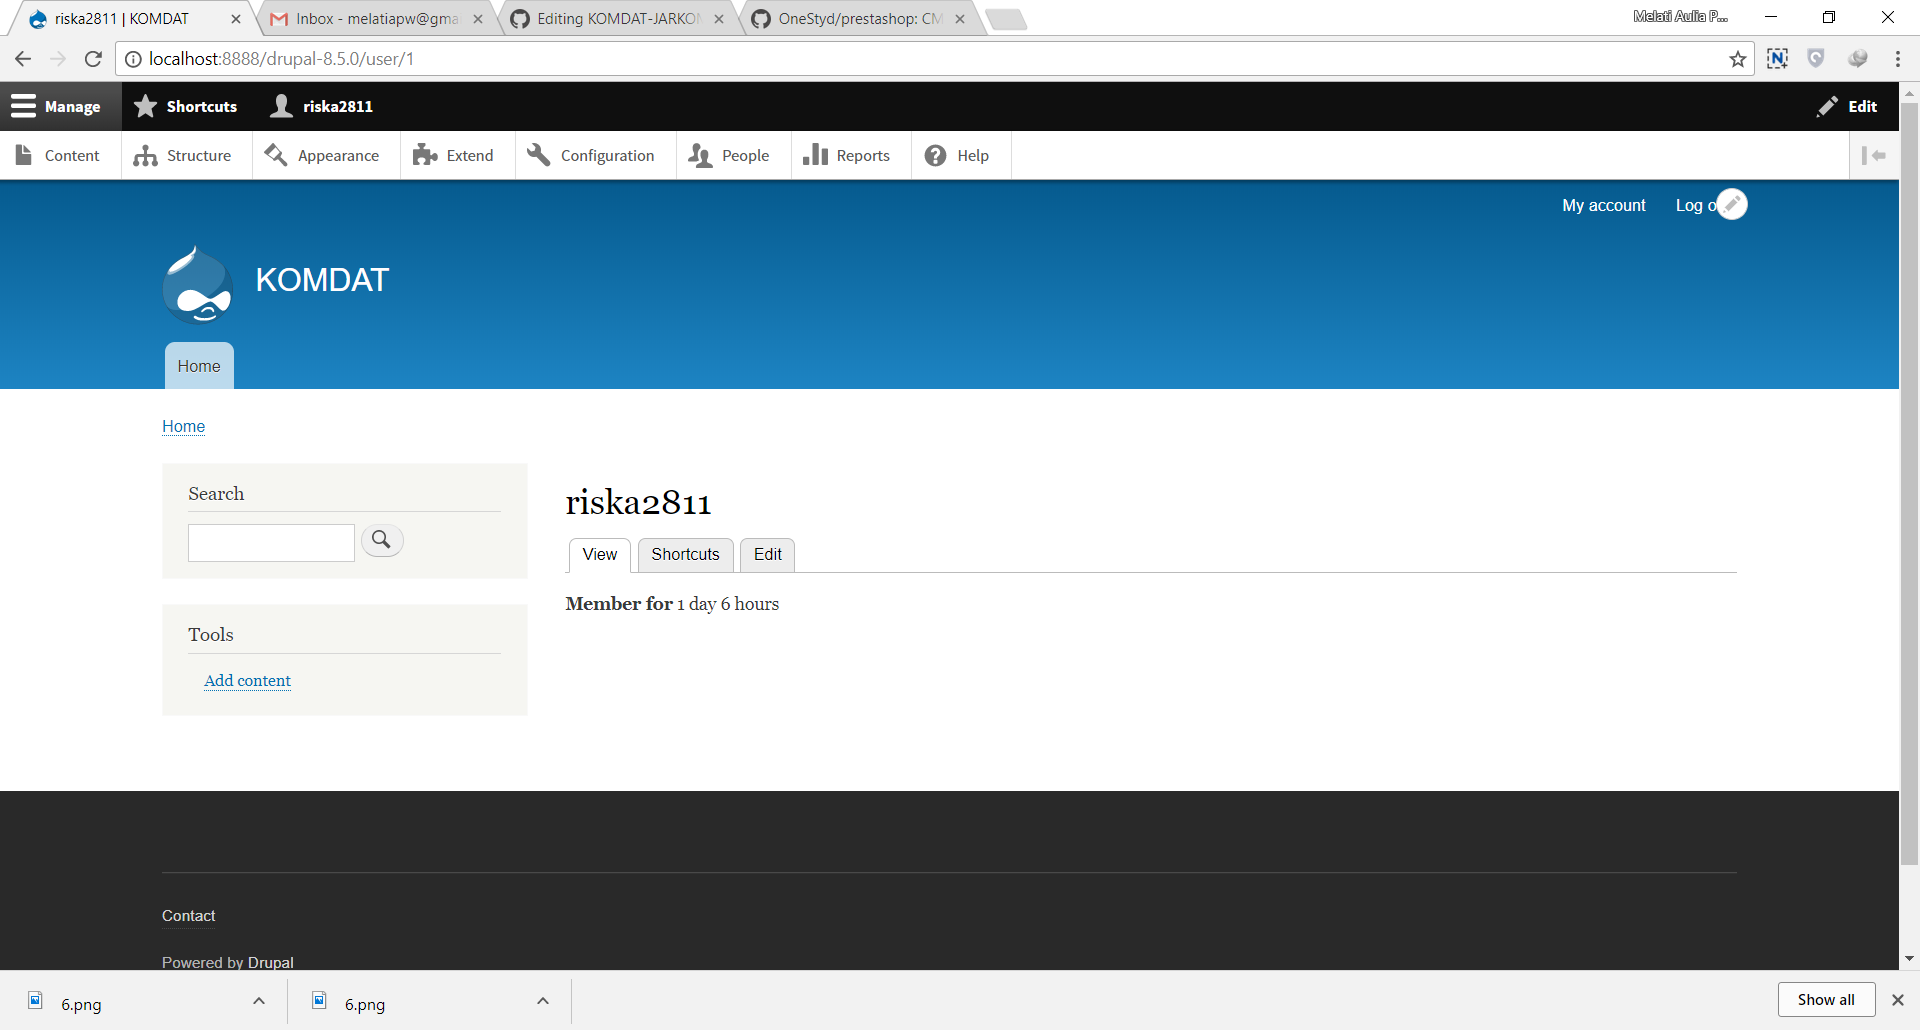 riska2811 | KOMDAT
Inbox - melatiapw@gma
Editing KOMDAT-JARKOM
OneStyd/prestashop: CM
Melati Aulia P...
localhost:8888/drupal-8.5.0/user/1
Manage
Shortcuts
riska2811
Edit
Content
Structure
Appearance
Extend
Configuration
People
Reports
Help
My account
Log o
KOMDAT
Home
Home
Search
riska2811
View
Shortcuts
Edit
Member for 1 day 6 hours
Tools
Add content
Contact
Powered by Drupal
6.png
6.png
Show all